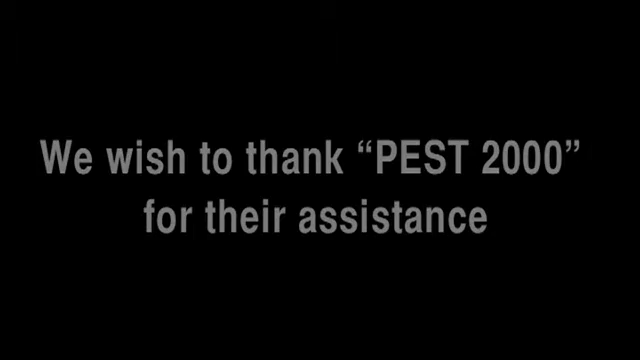 We wish to thank “PEST 2000”
for their assistance